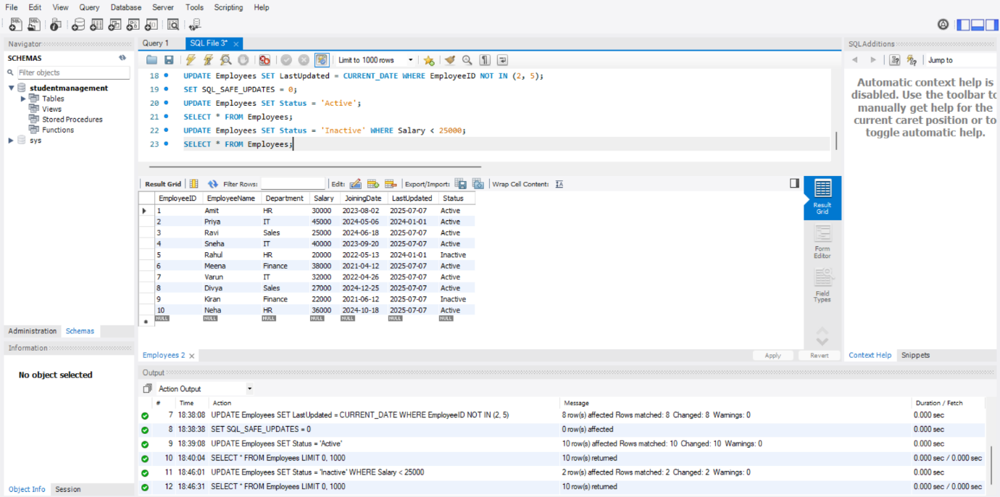 File Edit View Query Database Server Tools Scripting Help
Navigator
SCHEMAS
Filter objects
studentmanagement
Tables
Views
Stored Procedures
Functions
sys
Administration Schemas
Information
No object selected
Object Info Session
Query 1 SQL File 3* ×
Limit to 1000 rows
18 UPDATE Employees SET LastUpdated = CURRENT_DATE WHERE EmployeeID NOT IN (2, 5);
19 SET SQL_SAFE_UPDATES = 0;
20 UPDATE Employees SET Status = 'Active';
21 SELECT * FROM Employees;
22 UPDATE Employees SET Status = 'Inactive' WHERE Salary < 25000;
23 SELECT * FROM Employees;
Result Grid Filter Rows: Edit: Export/Import: Wrap Cell Content:
EmployeeID EmployeeName Department Salary JoiningDate LastUpdated Status
1 Amit HR 30000 2023-08-02 2025-07-07 Active
2 Priya IT 45000 2024-05-06 2024-01-01 Active
3 Ravi Sales 25000 2024-06-18 2025-07-07 Active
4 Sneha IT 40000 2023-09-20 2025-07-07 Active
5 Rahul HR 20000 2022-05-13 2024-01-01 Inactive
6 Meena Finance 38000 2021-04-12 2025-07-07 Active
7 Varun IT 32000 2022-04-26 2025-07-07 Active
8 Divya Sales 27000 2024-12-25 2025-07-07 Active
9 Kiran Finance 22000 2021-06-12 2025-07-07 Inactive
10 Neha HR 36000 2024-10-18 2025-07-07 Active
NULL NULL NULL NULL NULL NULL NULL
Result
Grid
Form
Editor
Field
Types
Employees 2 × Apply Revert
Output
Action Output
# Time Action Message Duration / Fetch
7 18:38:08 UPDATE Employees SET LastUpdated = CURRENT_DATE WHERE EmployeeID NOT IN (2, 5) 8 row(s) affected Rows matched: 8 Changed: 8 Warnings: 0 0.000 sec
8 18:38:38 SET SQL_SAFE_UPDATES = 0 0 row(s) affected 0.000 sec
9 18:39:08 UPDATE Employees SET Status = 'Active' 10 row(s) affected Rows matched: 10 Changed: 10 Warnings: 0 0.000 sec
10 18:40:04 SELECT * FROM Employees LIMIT 0, 1000 10 row(s) returned 0.000 sec / 0.000 sec
11 18:46:01 UPDATE Employees SET Status = 'Inactive' WHERE Salary < 25000 2 row(s) affected Rows matched: 2 Changed: 2 Warnings: 0 0.000 sec
12 18:46:31 SELECT * FROM Employees LIMIT 0, 1000 10 row(s) returned 0.000 sec / 0.000 sec
SQLAdditions
Jump to
Automatic context help is
disabled. Use the toolbar to
manually get help for the
current caret position or to
toggle automatic help.
Context Help Snippets